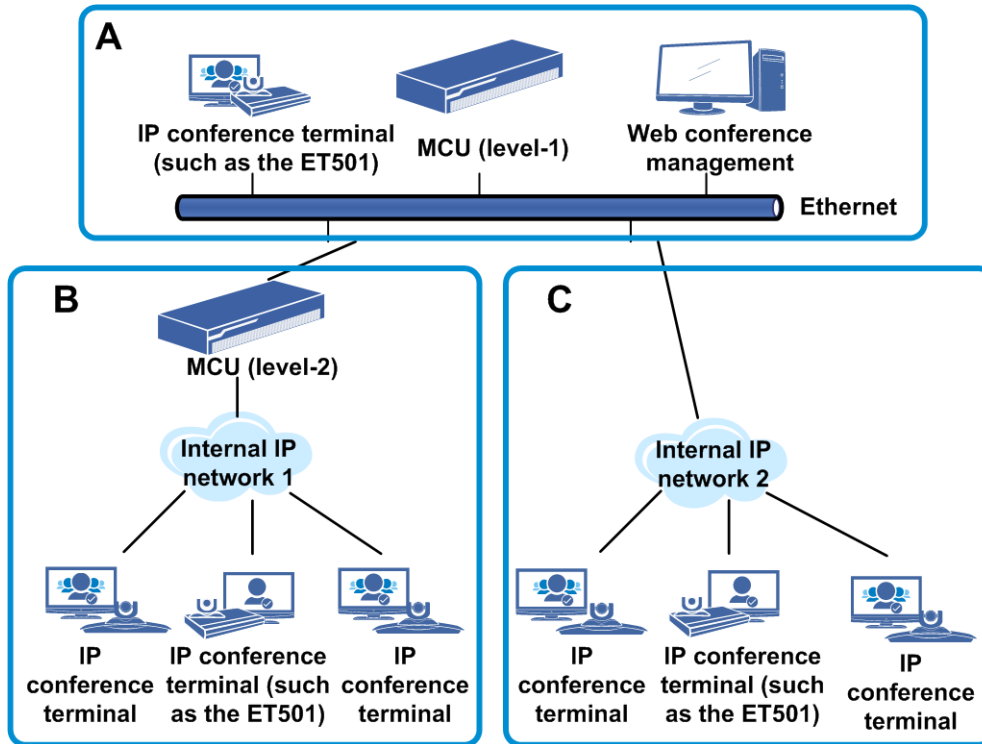 A
IP conference terminal
(such as the ET501)
MCU (level-1)
Web conference
management
Ethernet
B
MCU (level-2)
Internal IP
network 1
IP
conference
terminal
IP conference
terminal (such
as the ET501)
IP
conference
terminal
C
Internal IP
network 2
IP
conference
terminal
IP conference
terminal (such
as the ET501)
IP
conference
terminal